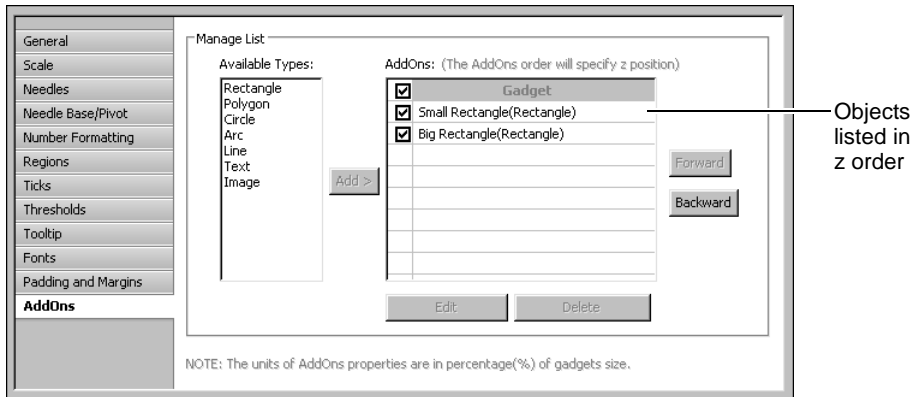 General
Scale
Needles
Needle Base/Pivot
Number Formatting
Regions
Ticks
Thresholds
Tooltip
Fonts
Padding and Margins
AddOns
Manage List
Available Types:
Rectangle
Polygon
Circle
Arc
Line
Text
Image
Add >
AddOns: (The AddOns order will specify z position)
Gadget
Small Rectangle(Rectangle)
Big Rectangle(Rectangle)
Forward
Backward
Edit
Delete
NOTE: The units of AddOns properties are in percentage(%) of gadgets size.
Objects
listed in
z order